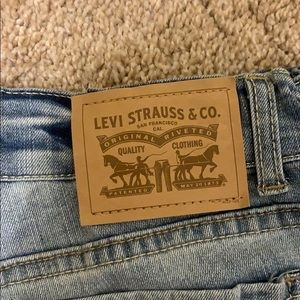 LEVI STRAUSS & CO.
SAN FRANCISCO
CAL.
ORIGINAL RIVETED
QUALITY CLOTHING
PATENTED MAY 20 1873